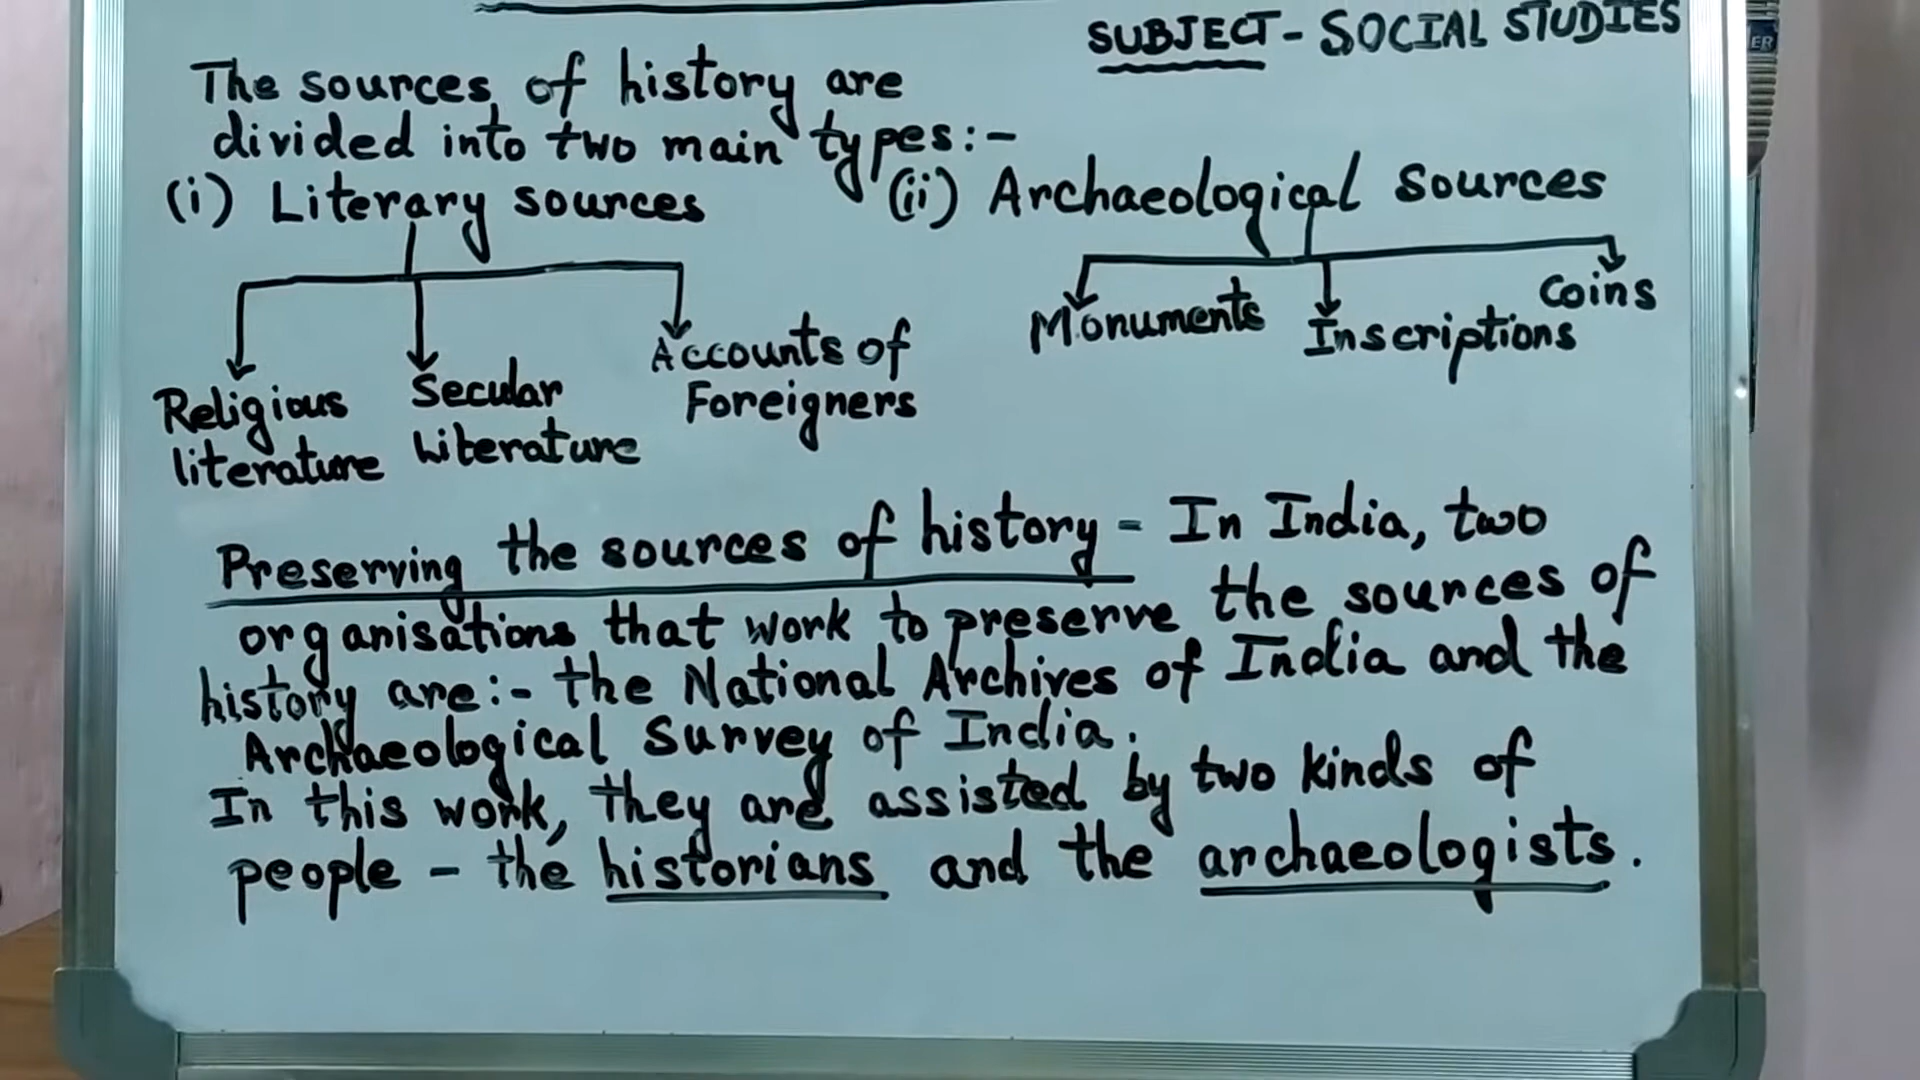 SUBJECT - SOCIAL STUDIES
The sources of history are
divided into two main types:-
(i) Literary sources (ii) Archaeological sources
Religious
literature
Secular
Literature
Accounts of
Foreigners
Monuments
Inscriptions
Coins
Preserving the sources of history - In India, two
organisations that work to preserve the sources of
history are:- the National Archives of India and the
Archaeological Survey of India.
In this work, they are assisted by two kinds of
people - the historians and the archaeologists.
ER